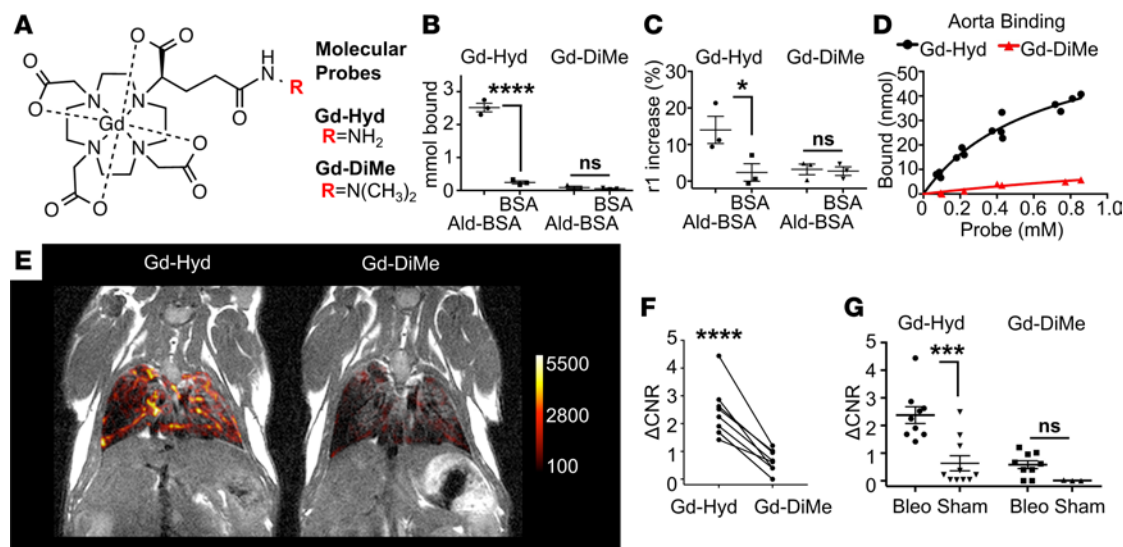 A
O
O
O
O
O
O
O
O
N
N
N
N
Gd
O
H
N
R
Molecular
Probes
Gd-Hyd
R=NH₂
Gd-DiMe
R=N(CH₃)₂
B
Gd-Hyd Gd-DiMe
mmol bound
3
2
1
0
****
ns
BSA BSA
Ald-BSA Ald-BSA
C
Gd-Hyd Gd-DiMe
r1 increase (%)
30
20
10
0
*
ns
BSA BSA
Ald-BSA Ald-BSA
D
Aorta Binding
Gd-Hyd Gd-DiMe
Bound (nmol)
50
40
30
20
10
0
0 0.2 0.4 0.6 0.8 1.0
Probe (mM)
E
Gd-Hyd Gd-DiMe
5500
2800
100
F
****
ΔCNR
5
4
3
2
1
0
Gd-Hyd Gd-DiMe
G
Gd-Hyd Gd-DiMe
***
ns
ΔCNR
5
4
3
2
1
0
Bleo Sham Bleo Sham